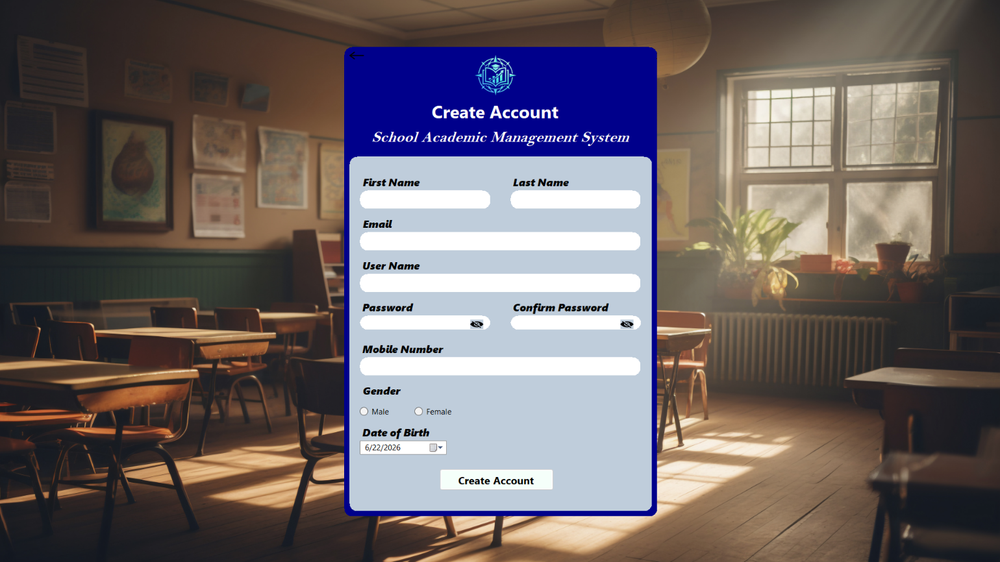 Create Account
School Academic Management System
First Name Last Name
Email
User Name
Password Confirm Password
Mobile Number
Gender
Male Female
Date of Birth
6/22/2026
Create Account